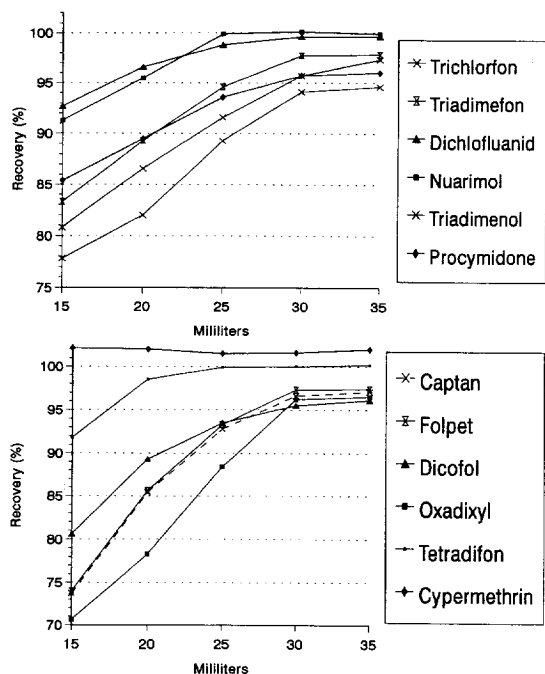 100
95
90
85
80
75
Recovery (%)
15 20 25 30 35
Mililiters
Trichlorfon
Triadimefon
Dichlofluanid
Nuarimol
Triadimenol
Procymidone
100
95
90
85
80
75
70
Recovery (%)
15 20 25 30 35
Mililiters
Captan
Folpet
Dicofol
Oxadixyl
Tetradifon
Cypermethrin